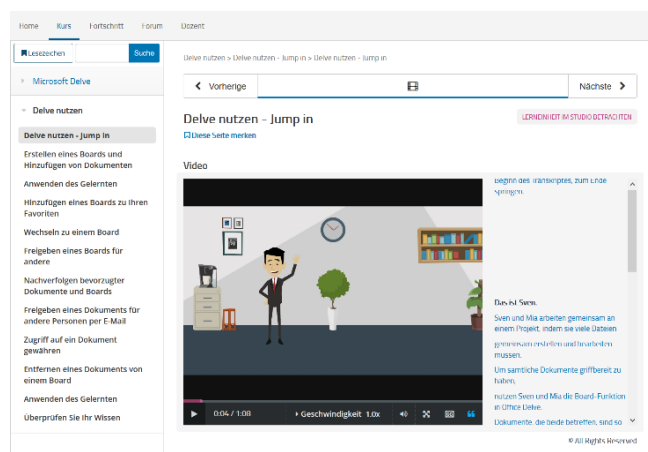 Home Kurs Fortschritt Forum Dozent
Lesezeichen Suche
Microsoft Delve
Delve nutzen
Delve nutzen - Jump in
Erstellen eines Boards und
Hinzufügen von Dokumenten
Anwenden des Gelernten
Hinzufügen eines Boards zu Ihren
Favoriten
Wechseln zu einem Board
Freigeben eines Boards für
andere
Nachverfolgen bevorzugter
Dokumente und Boards
Freigeben eines Dokuments für
andere Personen per E-Mail
Zugriff auf ein Dokument
gewähren
Entfernen eines Dokuments von
einem Board
Anwenden des Gelernten
Überprüfen Sie Ihr Wissen
Delve nutzen > Delve nutzen - Jump in > Delve nutzen - Jump in
Vorherige Nächste
Delve nutzen - Jump in
LERNEINHEIT IM STUDIO BETRACHTEN
Diese Seite merken
Video
Beginn des Transkriptes, zum Ende
springen.
Das ist Sven.
Sven und Mia arbeiten gemeinsam an
einem Projekt, indem sie viele Dateien
gemeinsam erstellen und bearbeiten
müssen.
Um sämtliche Dokumente griffbereit zu
haben,
nutzen Sven und Mia die Board-Funktion
in Office Delve.
Dokumente, die beide betreffen, sind so
0:04 / 1:08 Geschwindigkeit 1.0x
© All Rights Reserved